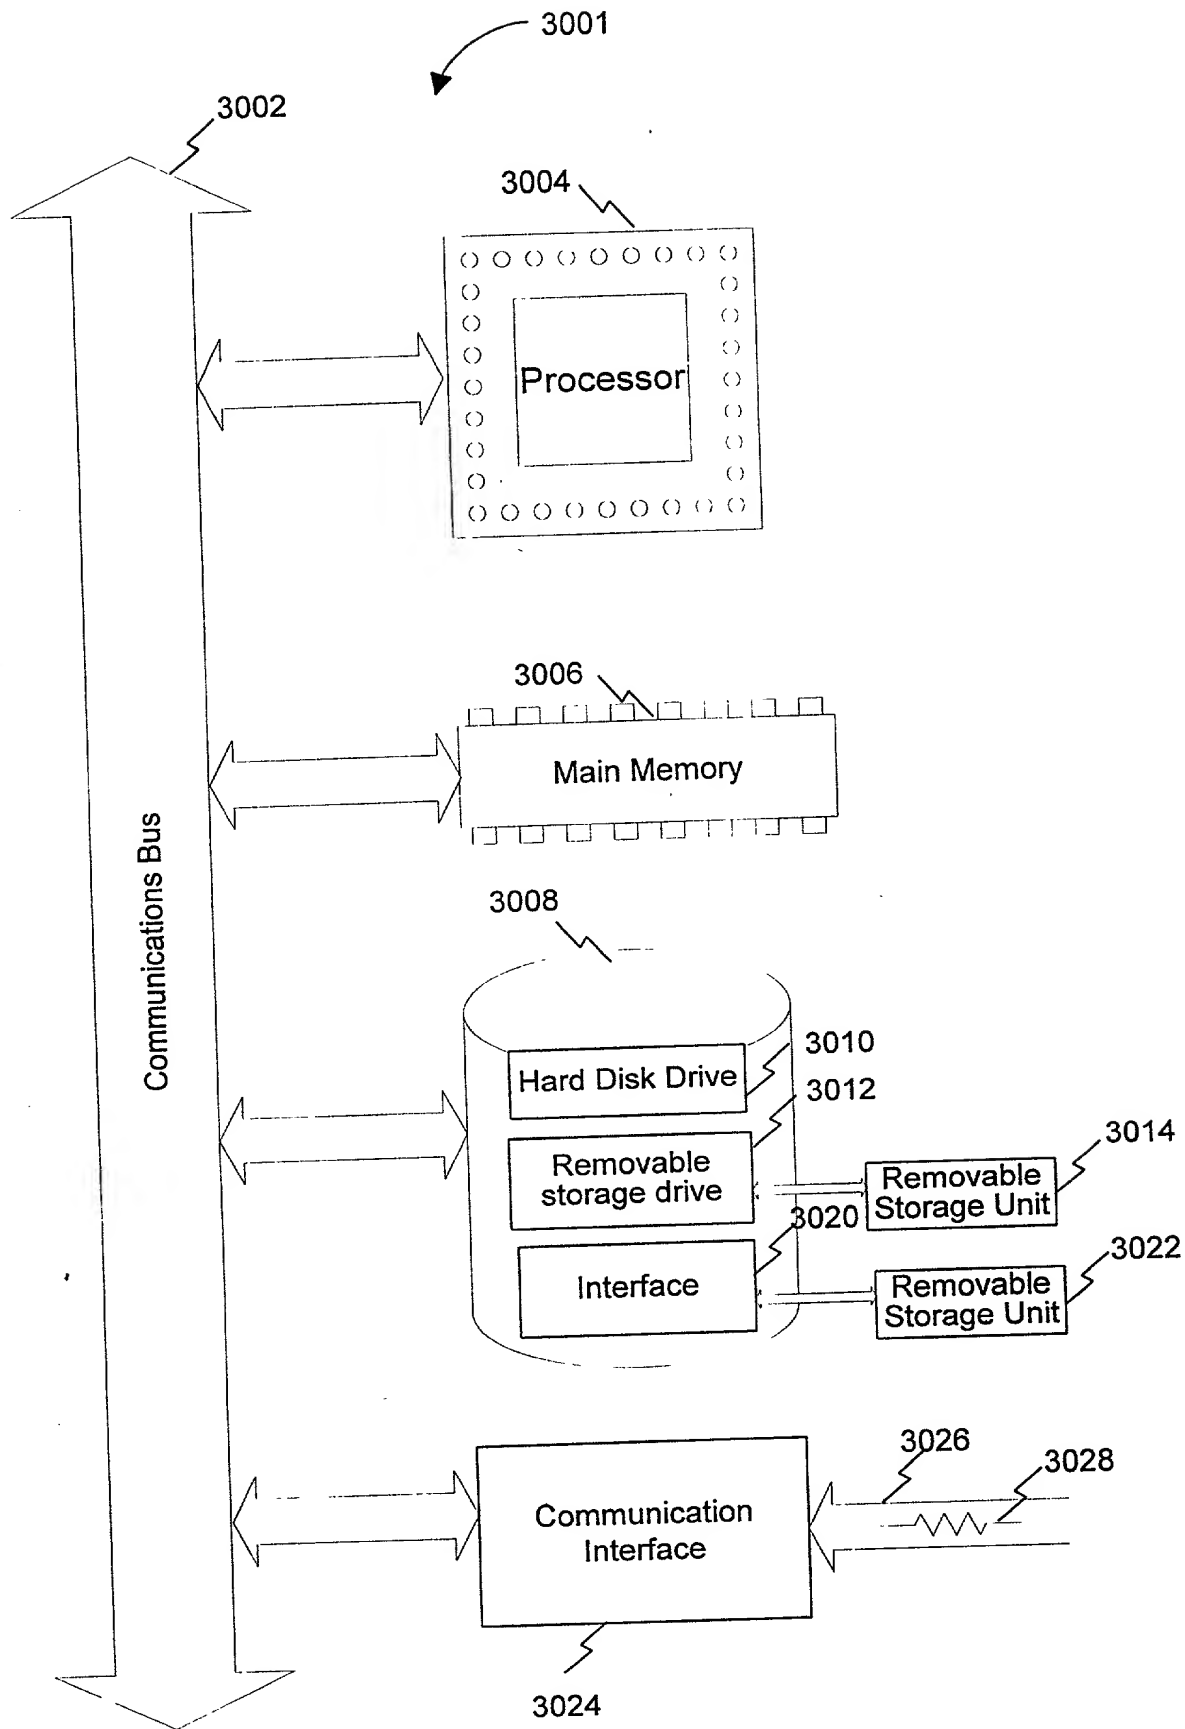 3001
3002
3004
Processor
3006
Main Memory
Communications Bus
3008
3010
Hard Disk Drive
3012
Removable
storage drive
3014
Removable
Storage Unit
3020
Interface
3022
Removable
Storage Unit
3026
3028
Communication
Interface
3024